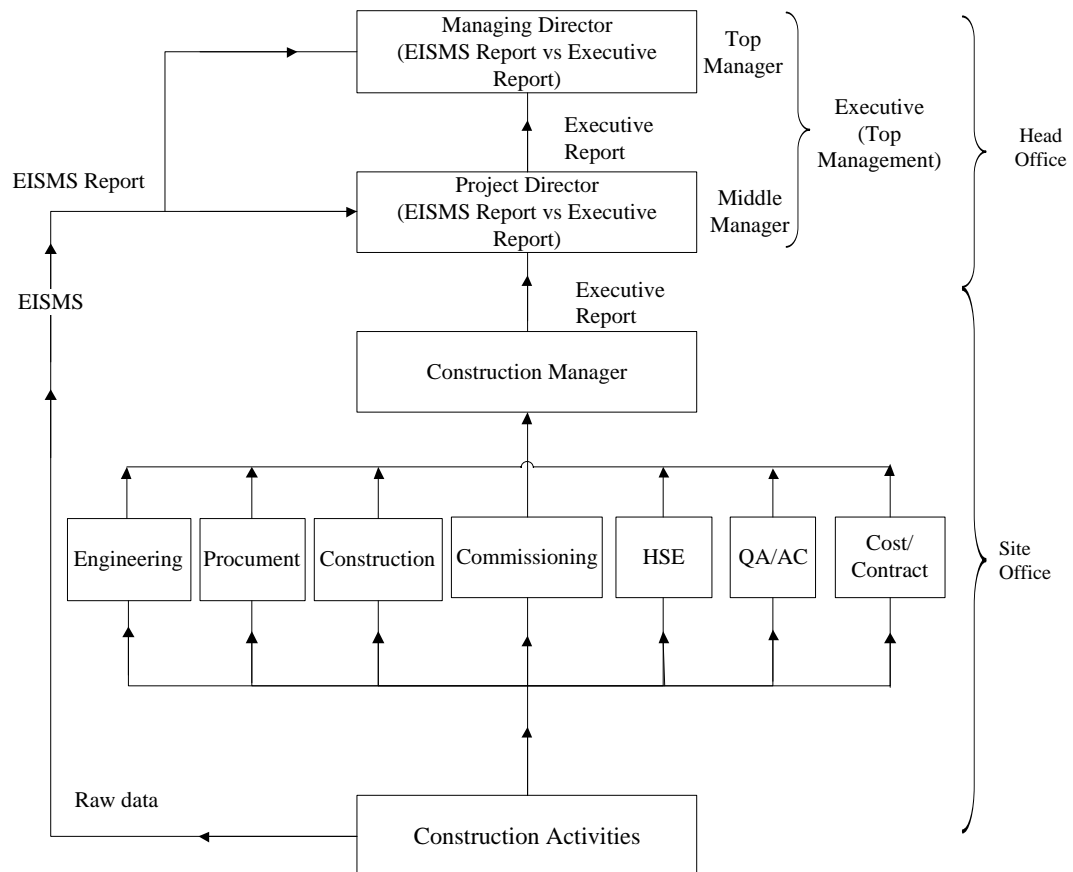 Managing Director
(EISMS Report vs Executive
Report)
Top
Manager
Executive
(Top
Management)
Head
Office
Executive
Report
EISMS Report
Project Director
(EISMS Report vs Executive
Report)
Middle
Manager
EISMS
Executive
Report
Construction Manager
Engineering
Procument
Construction
Commissioning
HSE
QA/AC
Cost/
Contract
Site
Office
Raw data
Construction Activities